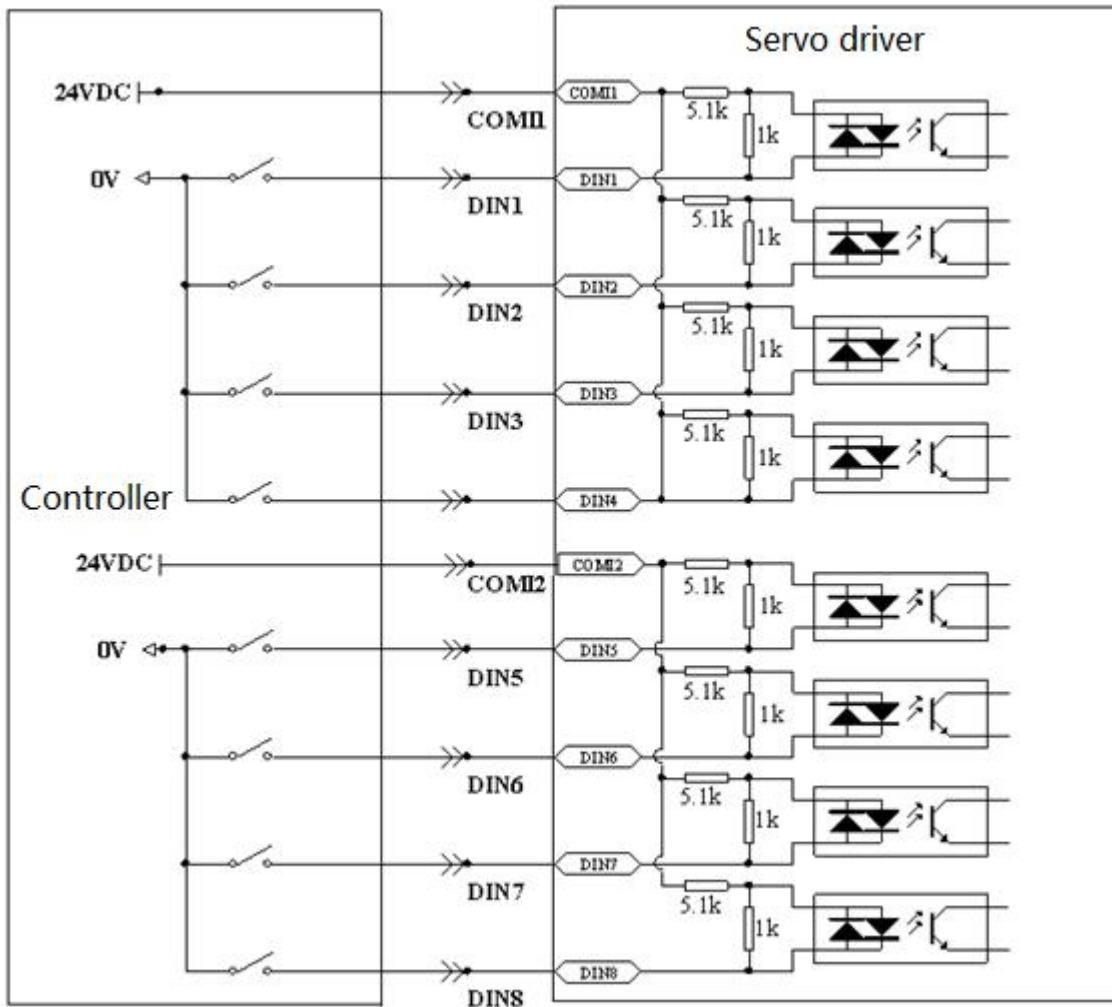 Servo driver
24VDC
COMI1
COMI1
5.1k
1k
0V
DIN1
DIN1
5.1k
1k
DIN2
DIN2
5.1k
1k
DIN3
DIN3
5.1k
1k
Controller
DIN4
24VDC
COMI2
COMI2
5.1k
1k
0V
DIN5
DIN5
5.1k
1k
DIN6
DIN6
5.1k
1k
DIN7
DIN7
5.1k
1k
DIN8
DIN8